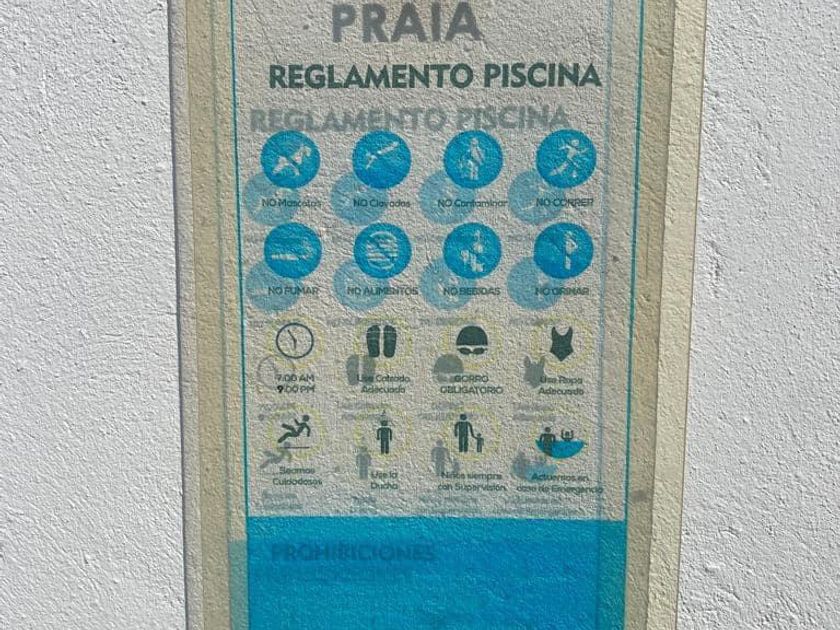 PRAIA
REGLAMENTO PISCINA
NO Mascotas
NO Clavados
NO Contaminar
NO CORRER
NO FUMAR
NO ALIMENTOS
NO BEBIDAS
NO ORINAR
7:00 AM
9:00 PM
Use Calzado
Adecuado
GORRO
OBLIGATORIO
Use Ropa
Adecuada
Seamos
Cuidadosos
Use la
Ducha
Niños siempre
con Supervisión
Actuemos en
caso de Emergencia
PROHIBICIONES